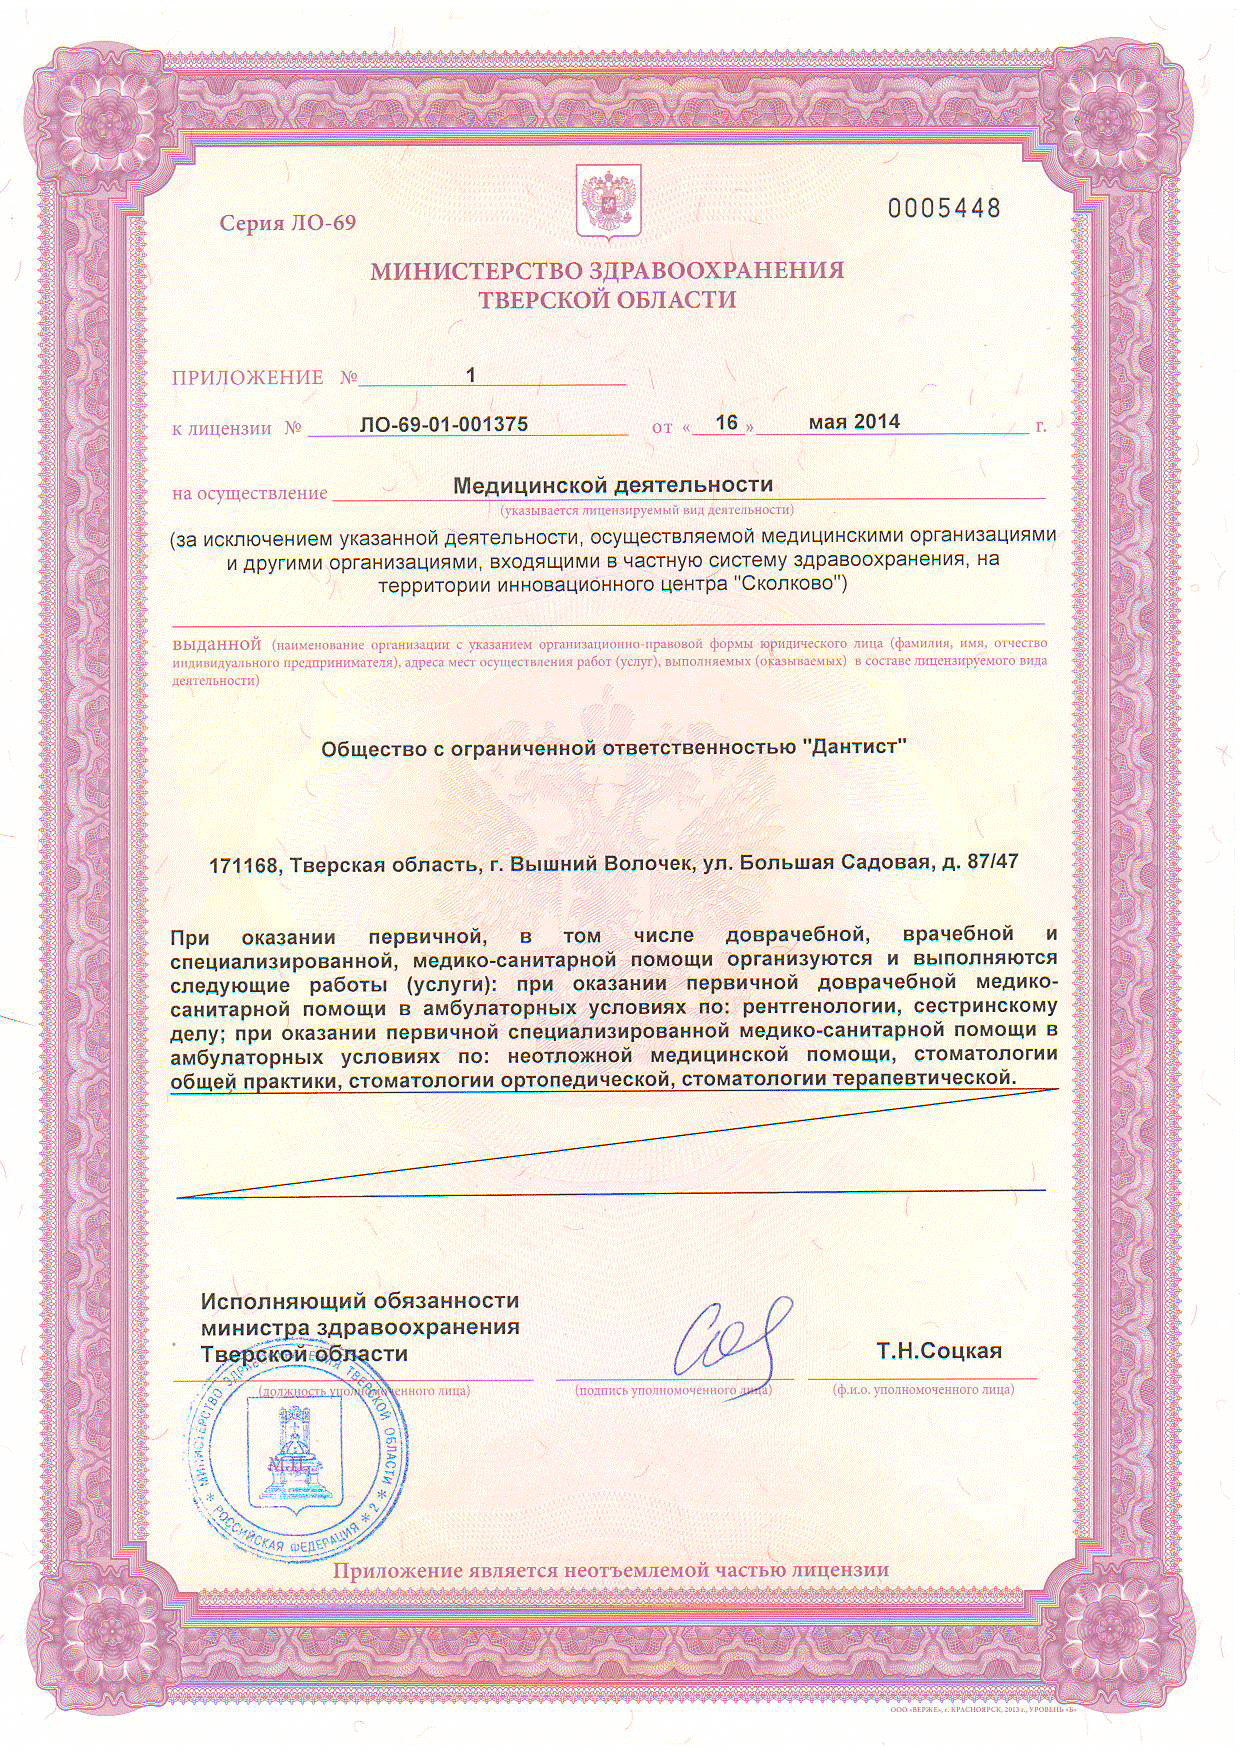 Серия ЛО-69
0005448
МИНИСТЕРСТВО ЗДРАВООХРАНЕНИЯ
ТВЕРСКОЙ ОБЛАСТИ
ПРИЛОЖЕНИЕ № 1
к лицензии № ЛО-69-01-001375 от « 16 » мая 2014 г.
на осуществление Медицинской деятельности
(указывается лицензируемый вид деятельности)
(за исключением указанной деятельности, осуществляемой медицинскими организациями
и другими организациями, входящими в частную систему здравоохранения, на
территории инновационного центра "Сколково")
выданной (наименование организации с указанием организационно-правовой формы юридического лица (фамилия, имя, отчество
индивидуального предпринимателя), адреса мест осуществления работ (услуг), выполняемых (оказываемых) в составе лицензируемого вида
деятельности)
Общество с ограниченной ответственностью "Дантист"
171168, Тверская область, г. Вышний Волочек, ул. Большая Садовая, д. 87/47
При оказании первичной, в том числе доврачебной, врачебной и
специализированной, медико-санитарной помощи организуются и выполняются
следующие работы (услуги): при оказании первичной доврачебной медико-
санитарной помощи в амбулаторных условиях по: рентгенологии, сестринскому
делу; при оказании первичной специализированной медико-санитарной помощи в
амбулаторных условиях по: неотложной медицинской помощи, стоматологии
общей практики, стоматологии ортопедической, стоматологии терапевтической.
Исполняющий обязанности
министра здравоохранения
Тверской области
Т.Н.Соцкая
(должность уполномоченного лица)
(подпись уполномоченного лица)
(ф.и.о. уполномоченного лица)
МИНИСТЕРСТВО ЗДРАВООХРАНЕНИЯ ТВЕРСКОЙ ОБЛАСТИ * 2 *
РОССИЙСКАЯ ФЕДЕРАЦИЯ *
М.П.
Приложение является неотъемлемой частью лицензии
ООО «ВЕРЖЕ», г. КРАСНОЯРСК, 2013 г., УРОВЕНЬ «Б»